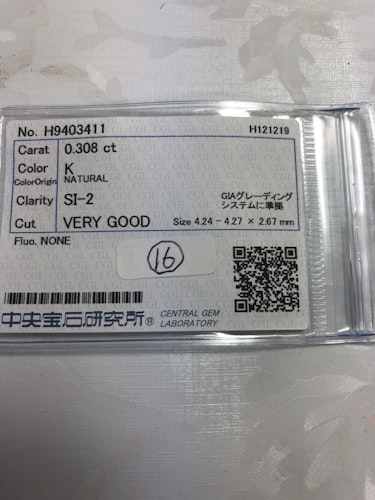 No. H9403411 H121219
Carat 0.308 ct
Color K
ColorOrigin NATURAL
Clarity SI-2 GIAグレーディング
システムに準拠
Cut VERY GOOD Size 4.24 - 4.27 × 2.67 mm
Fluo. NONE
16
中央宝石研究所® CENTRAL GEM
LABORATORY